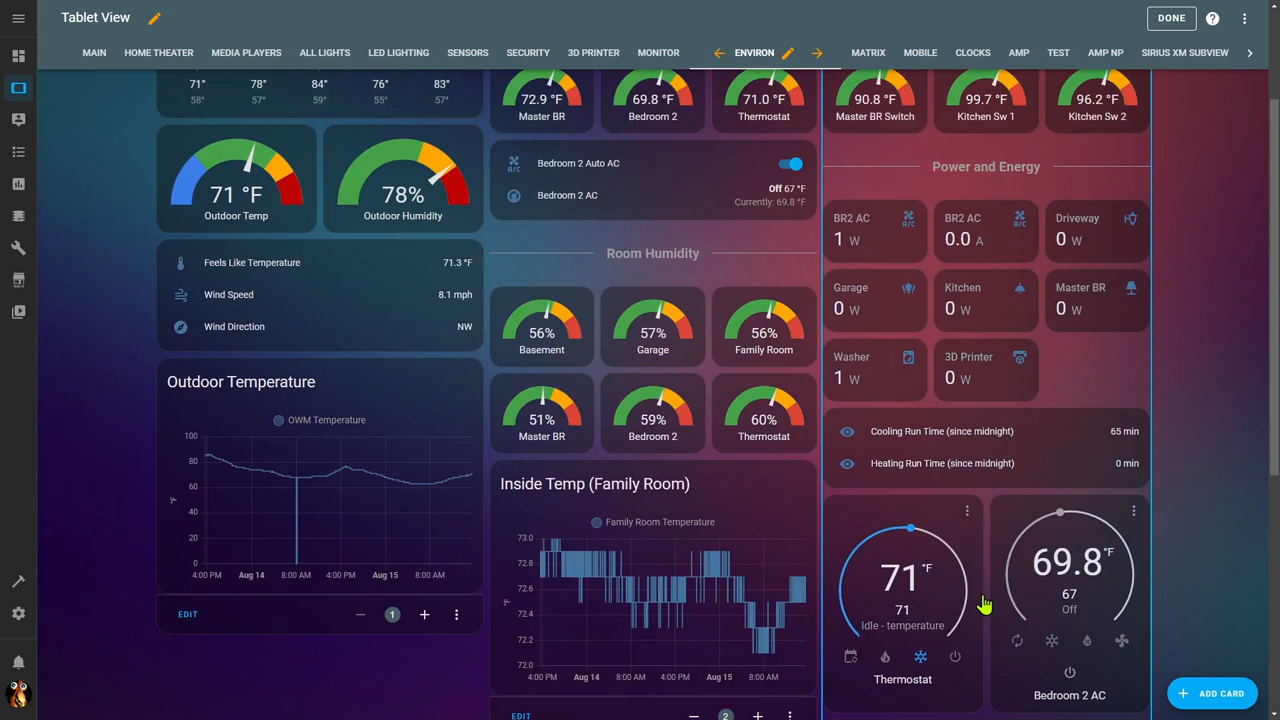 Tablet View
DONE
MAIN
HOME THEATER
MEDIA PLAYERS
ALL LIGHTS
LED LIGHTING
SENSORS
SECURITY
3D PRINTER
MONITOR
ENVIRON
MATRIX
MOBILE
CLOCKS
AMP
TEST
AMP NP
SIRIUS XM SUBVIEW
71° 78° 84° 76° 83°
58° 57° 59° 55° 57°
71 °F
Outdoor Temp
78%
Outdoor Humidity
Feels Like Temperature 71.3 °F
Wind Speed 8.1 mph
Wind Direction NW
Outdoor Temperature
OWM Temperature
100
80
60
40
20
0
°F
4:00 PM Aug 14 8:00 AM 4:00 PM Aug 15 8:00 AM
EDIT 1
72.9 °F
Master BR
69.8 °F
Bedroom 2
71.0 °F
Thermostat
A/C
Bedroom 2 Auto AC
Bedroom 2 AC
Off 67 °F
Currently: 69.8 °F
Room Humidity
56%
Basement
57%
Garage
56%
Family Room
51%
Master BR
59%
Bedroom 2
60%
Thermostat
Inside Temp (Family Room)
Family Room Temperature
73.0
72.8
72.6
72.4
72.2
72.0
°F
4:00 PM Aug 14 8:00 AM 4:00 PM Aug 15 8:00 AM
EDIT 2
90.8 °F
Master BR Switch
99.7 °F
Kitchen Sw 1
96.2 °F
Kitchen Sw 2
Power and Energy
BR2 AC
A/C
1 W
BR2 AC
A/C
0.0 A
Driveway
0 W
Garage
0 W
Kitchen
0 W
Master BR
0 W
Washer
1 W
3D Printer
0 W
Cooling Run Time (since midnight) 65 min
Heating Run Time (since midnight) 0 min
71 °F
71
Idle - temperature
Thermostat
69.8 °F
67
Off
Bedroom 2 AC
ADD CARD